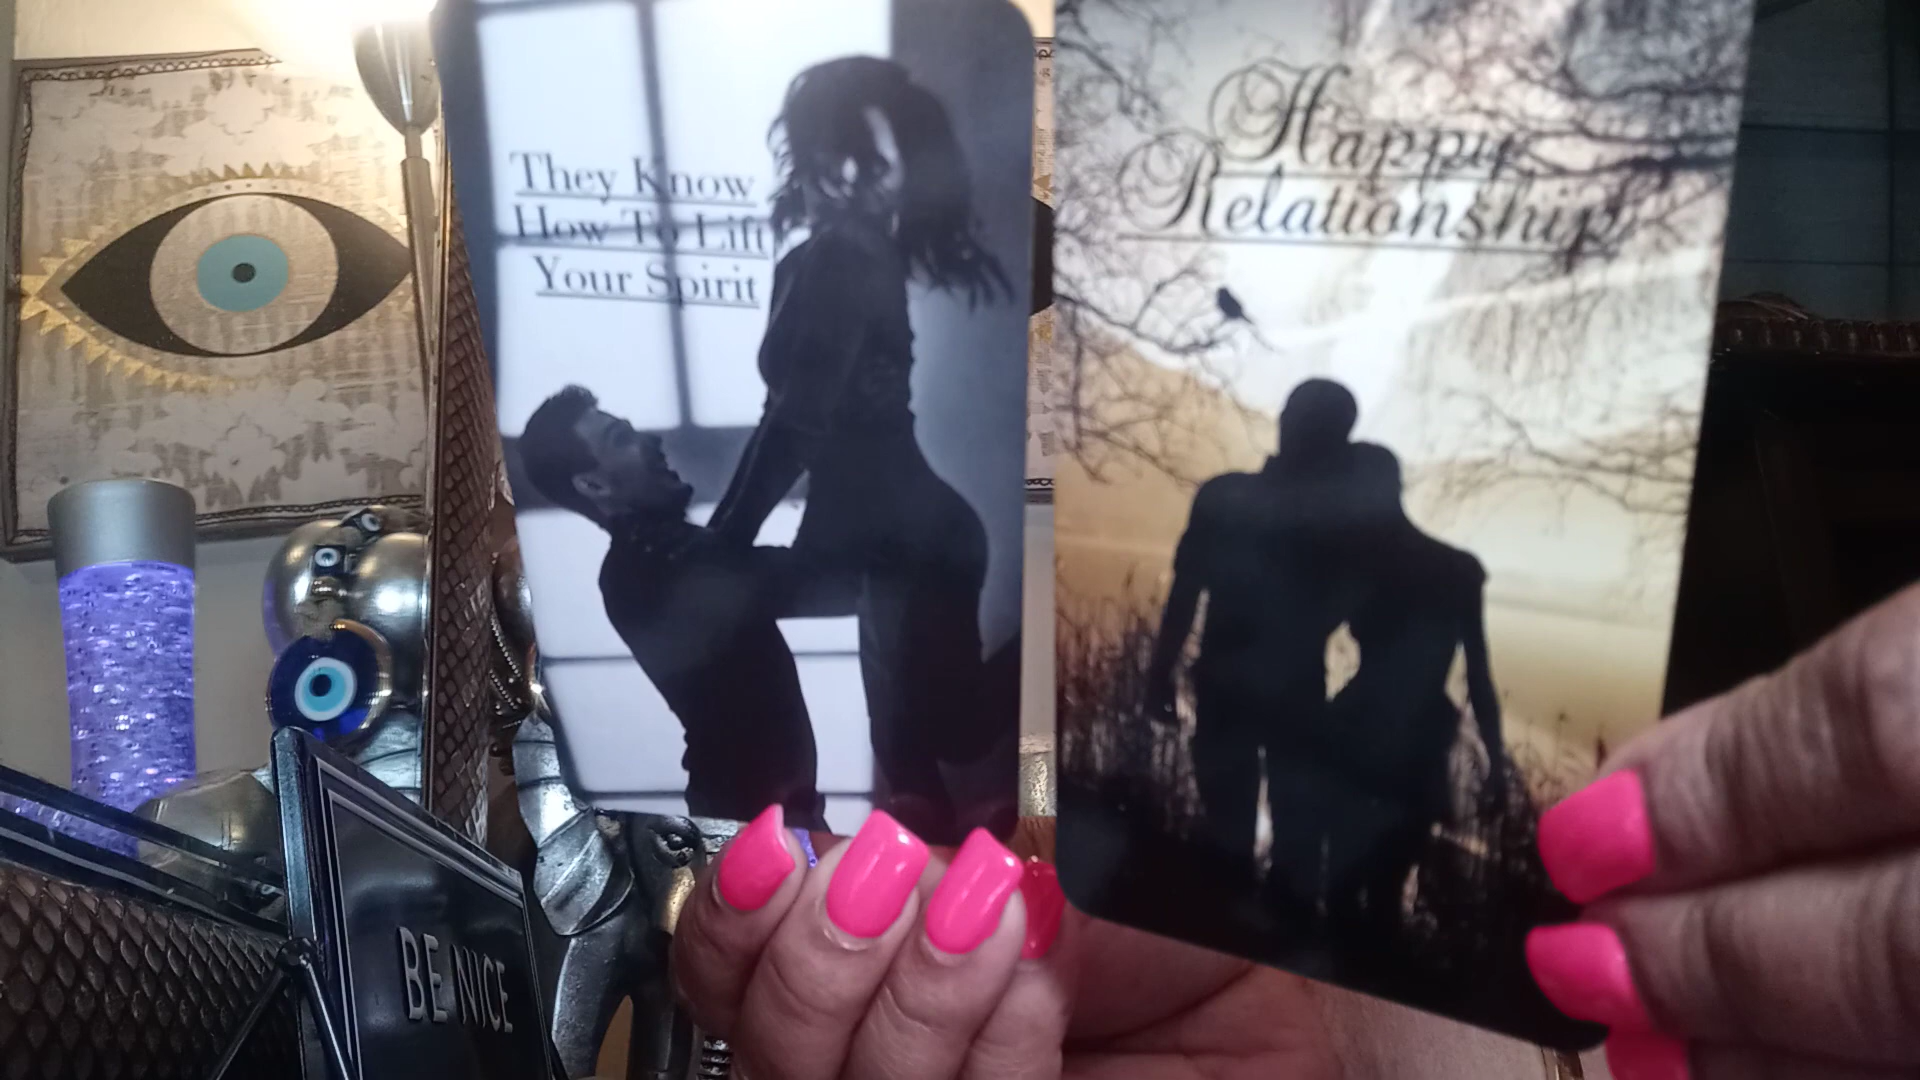 They Know
How To Lift
Your Spirit
Happy
Relationship
BE NICE